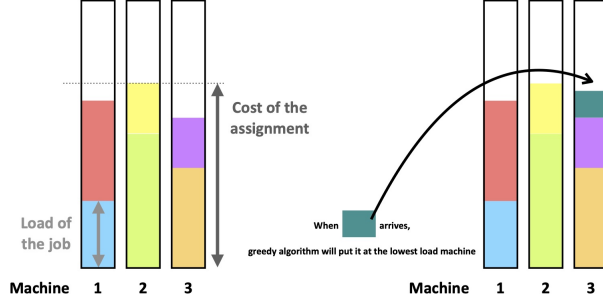 Cost of the
assignment
Load of
the job
Machine 1 2 3
When arrives,
greedy algorithm will put it at the lowest load machine
Machine 1 2 3